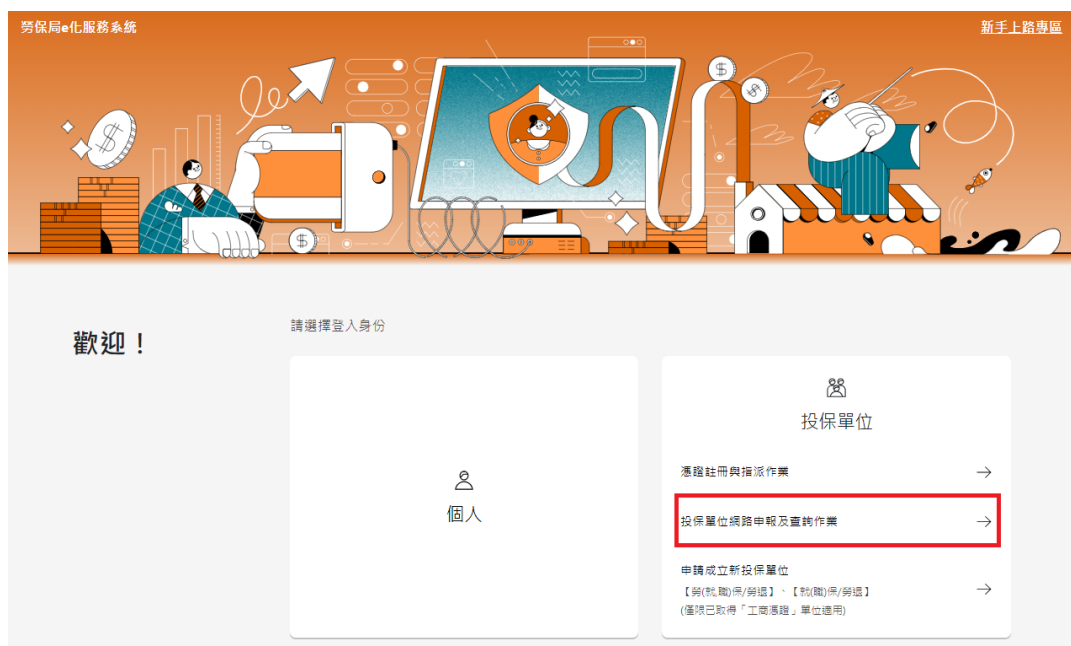 勞保局e化服務系統
新手上路專區
歡迎！
請選擇登入身份
個人
投保單位
憑證註冊與指派作業
投保單位網路申報及查詢作業
申請成立新投保單位
【勞(就,職)保/勞退】、【就(職)保/勞退】
(僅限已取得「工商憑證」單位適用)